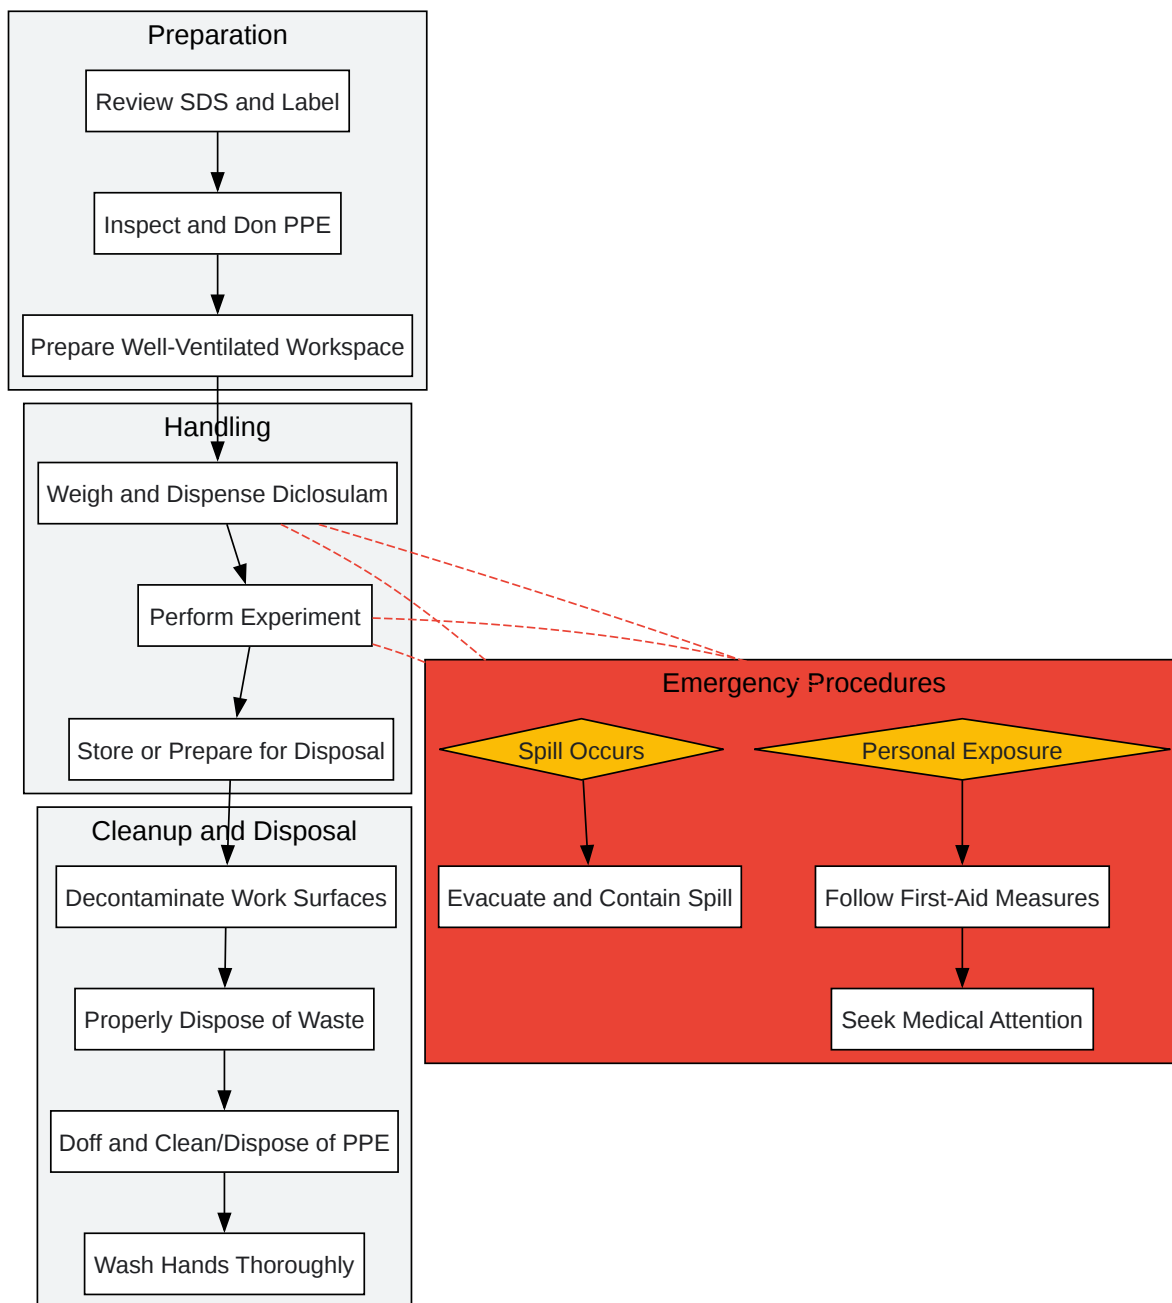 Preparation
Review SDS and Label
Inspect and Don PPE
Prepare Well-Ventilated Workspace
Handling
Weigh and Dispense Diclosulam
Perform Experiment
Store or Prepare for Disposal
Emergency Procedures
Spill Occurs
Personal Exposure
Evacuate and Contain Spill
Follow First-Aid Measures
Seek Medical Attention
Cleanup and Disposal
Decontaminate Work Surfaces
Properly Dispose of Waste
Doff and Clean/Dispose of PPE
Wash Hands Thoroughly